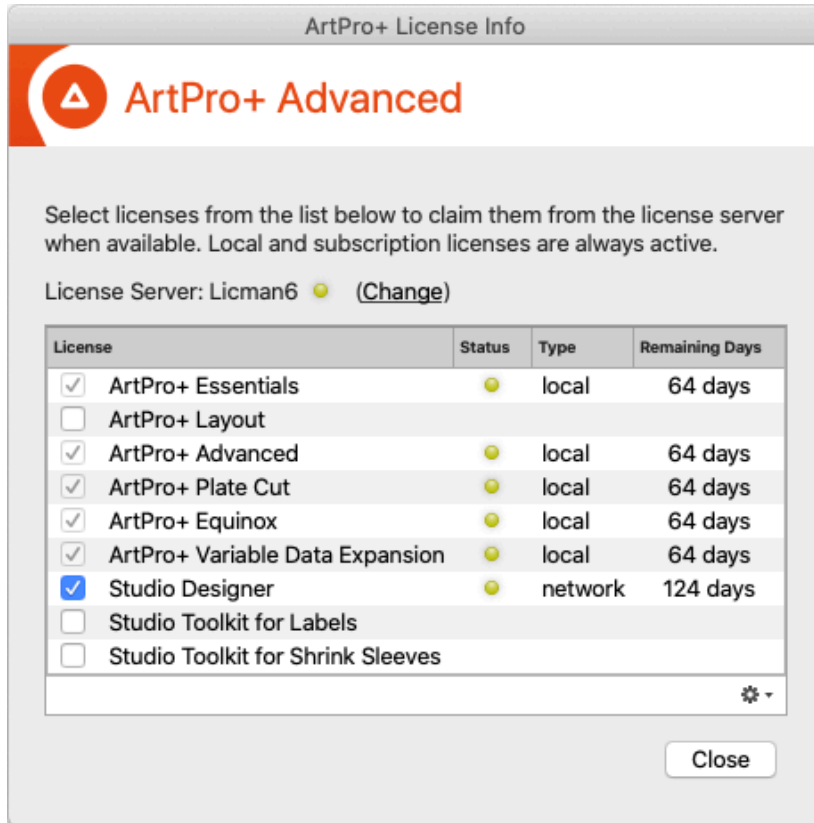 ArtPro+ License Info
ArtPro+ Advanced
Select licenses from the list below to claim them from the license server
when available. Local and subscription licenses are always active.
License Server: Licman6 (Change)
License Status Type Remaining Days
ArtPro+ Essentials local 64 days
ArtPro+ Layout
ArtPro+ Advanced local 64 days
ArtPro+ Plate Cut local 64 days
ArtPro+ Equinox local 64 days
ArtPro+ Variable Data Expansion local 64 days
Studio Designer network 124 days
Studio Toolkit for Labels
Studio Toolkit for Shrink Sleeves
Close